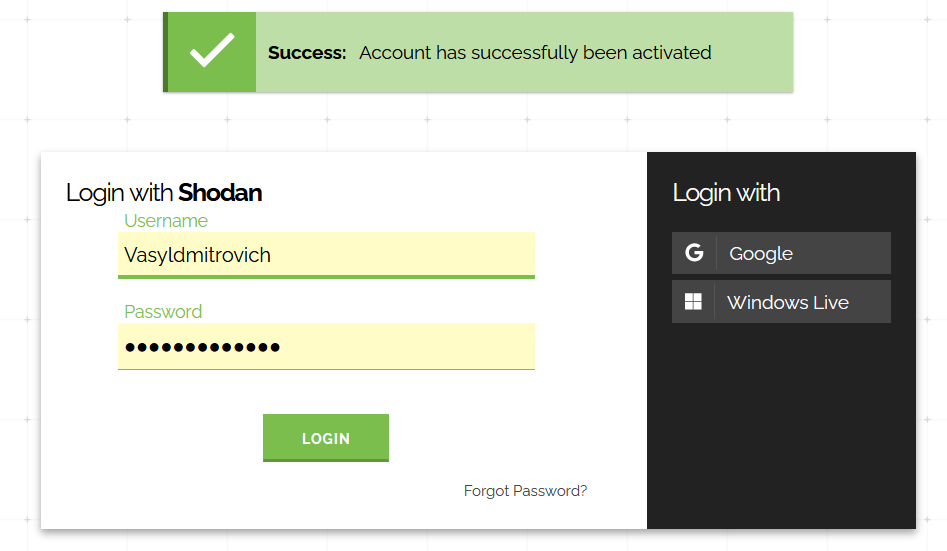 Success: Account has successfully been activated
Login with Shodan
Username
Vasyldmitrovich
Password
LOGIN
Forgot Password?
Login with
Google
Windows Live